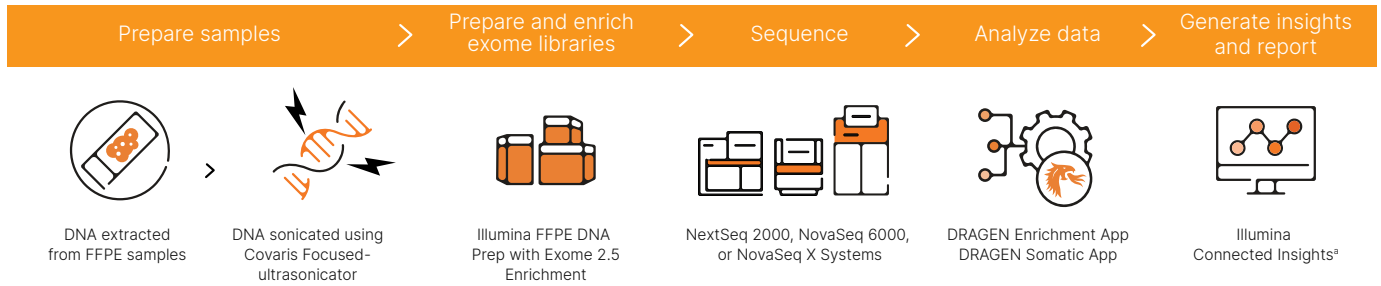 Prepare samples
Prepare and enrich
exome libraries
Sequence
Analyze data
Generate insights
and report
DNA extracted
from FFPE samples
DNA sonicated using
Covaris Focused-
ultrasonicator
Illumina FFPE DNA
Prep with Exome 2.5
Enrichment
NextSeq 2000, NovaSeq 6000,
or NovaSeq X Systems
DRAGEN Enrichment App
DRAGEN Somatic App
Illumina
Connected Insightsᵃ